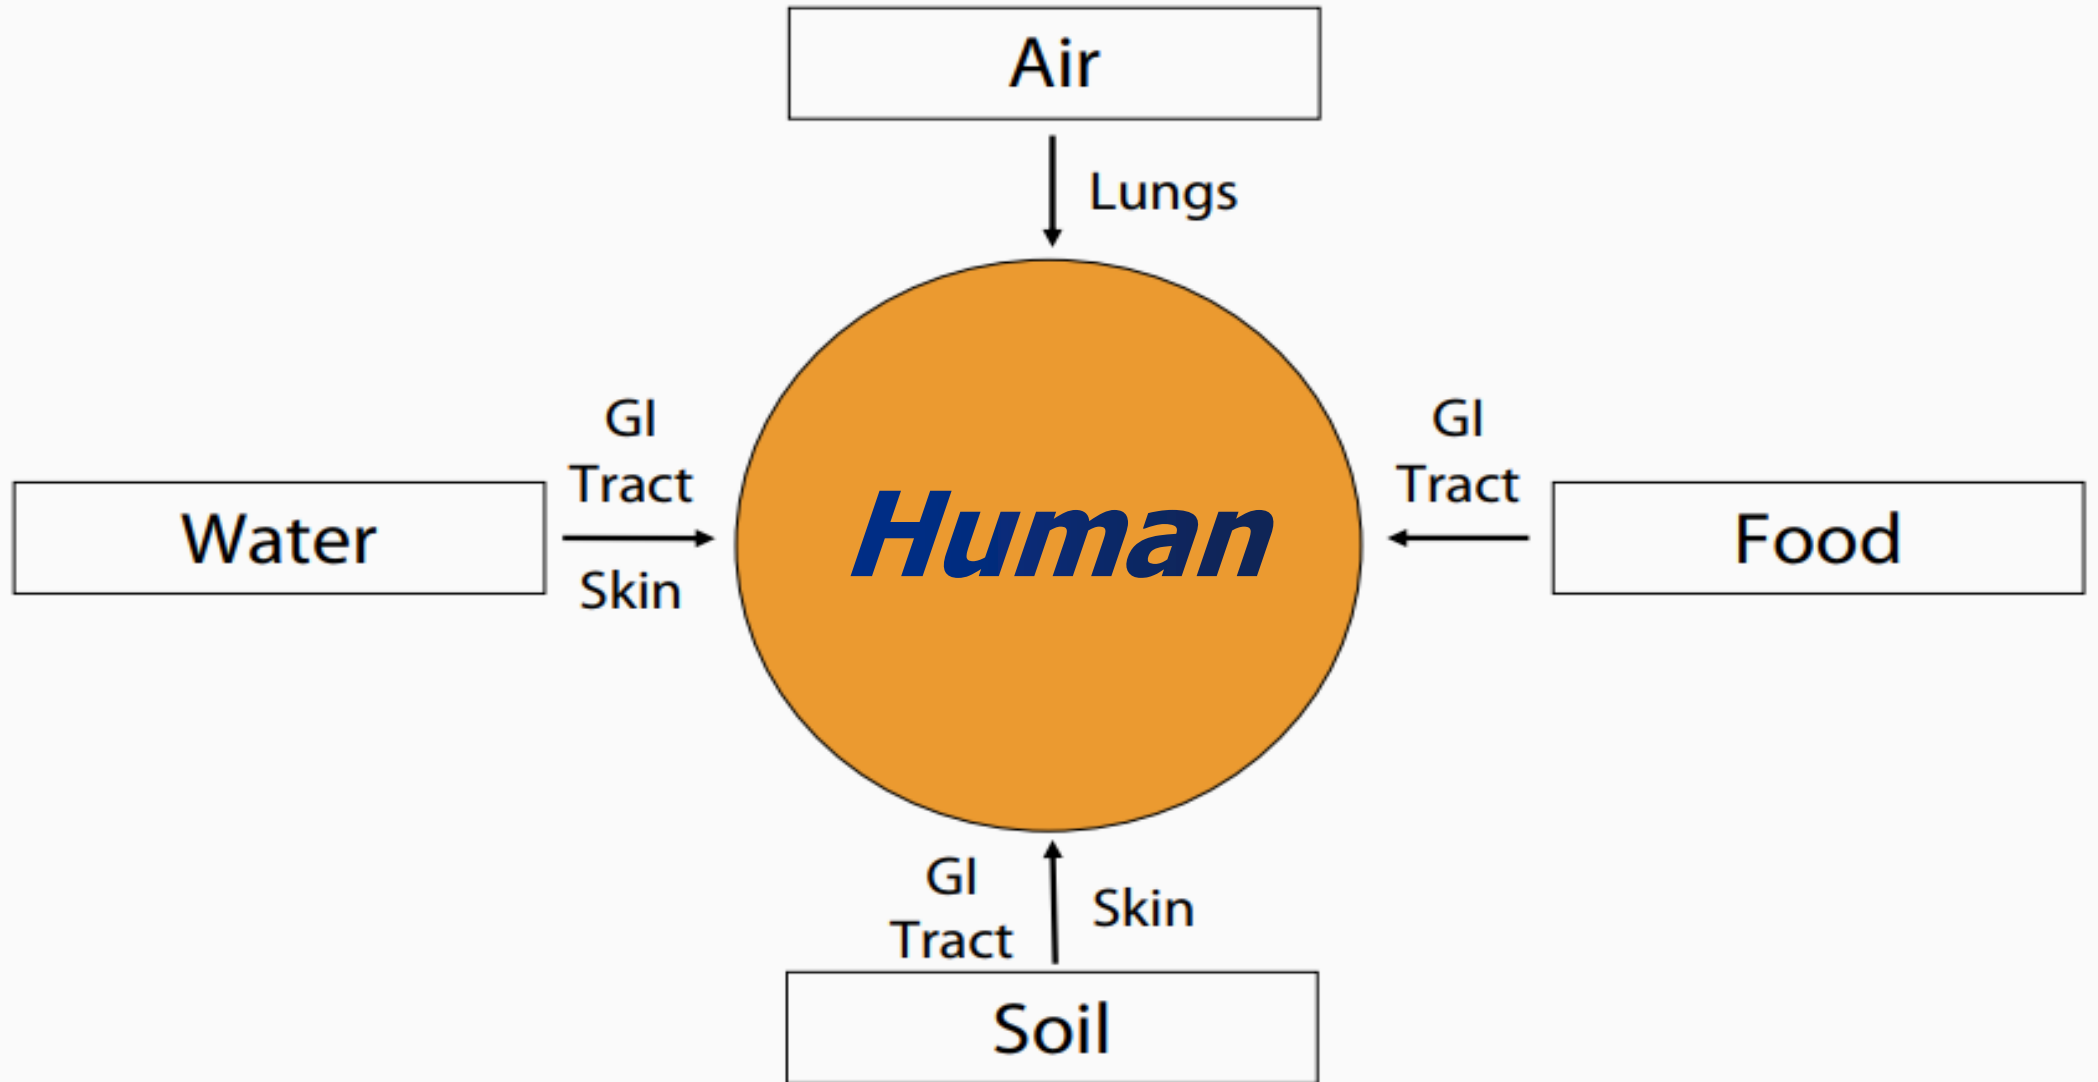 Air
Lungs
GI
Tract
Water
Skin
Human
GI
Tract
Food
GI
Tract
Skin
Soil